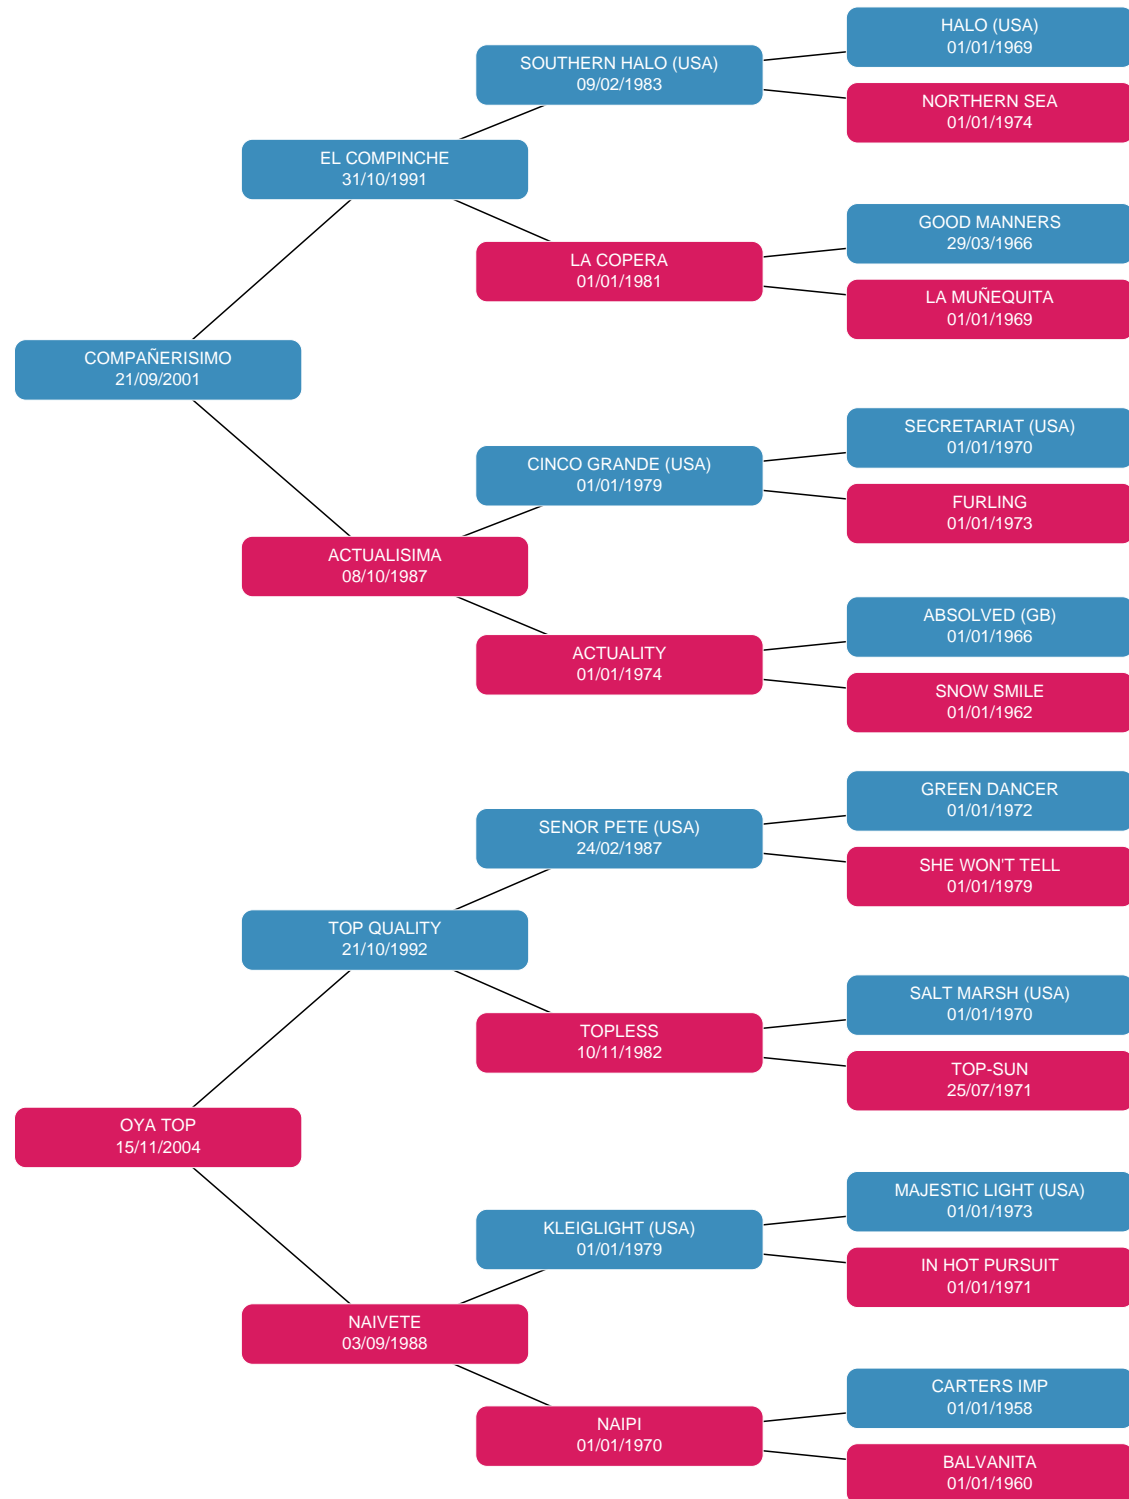 HALO (USA)
01/01/1969
SOUTHERN HALO (USA)
09/02/1983
NORTHERN SEA
01/01/1974
EL COMPINCHE
31/10/1991
GOOD MANNERS
29/03/1966
LA COPERA
01/01/1981
LA MUÑEQUITA
01/01/1969
COMPAÑERISIMO
21/09/2001
SECRETARIAT (USA)
01/01/1970
CINCO GRANDE (USA)
01/01/1979
FURLING
01/01/1973
ACTUALISIMA
08/10/1987
ABSOLVED (GB)
01/01/1966
ACTUALITY
01/01/1974
SNOW SMILE
01/01/1962
GREEN DANCER
01/01/1972
SENOR PETE (USA)
24/02/1987
SHE WON'T TELL
01/01/1979
TOP QUALITY
21/10/1992
SALT MARSH (USA)
01/01/1970
TOPLESS
10/11/1982
TOP-SUN
25/07/1971
OYA TOP
15/11/2004
MAJESTIC LIGHT (USA)
01/01/1973
KLEIGLIGHT (USA)
01/01/1979
IN HOT PURSUIT
01/01/1971
NAIVETE
03/09/1988
CARTERS IMP
01/01/1958
NAIPI
01/01/1970
BALVANITA
01/01/1960